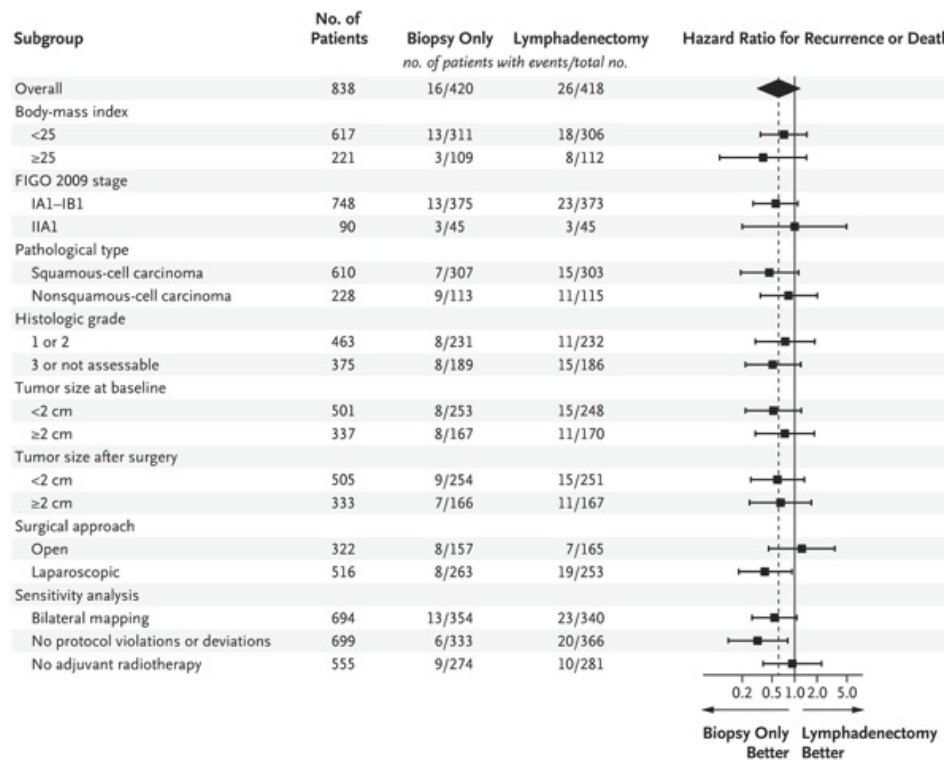 No. of
Subgroup Patients Biopsy Only Lymphadenectomy Hazard Ratio for Recurrence or Death
no. of patients with events/total no.
Overall 838 16/420 26/418
Body-mass index
<25 617 13/311 18/306
≥25 221 3/109 8/112
FIGO 2009 stage
IA1–IB1 748 13/375 23/373
IIA1 90 3/45 3/45
Pathological type
Squamous-cell carcinoma 610 7/307 15/303
Nonsquamous-cell carcinoma 228 9/113 11/115
Histologic grade
1 or 2 463 8/231 11/232
3 or not assessable 375 8/189 15/186
Tumor size at baseline
<2 cm 501 8/253 15/248
≥2 cm 337 8/167 11/170
Tumor size after surgery
<2 cm 505 9/254 15/251
≥2 cm 333 7/166 11/167
Surgical approach
Open 322 8/157 7/165
Laparoscopic 516 8/263 19/253
Sensitivity analysis
Bilateral mapping 694 13/354 23/340
No protocol violations or deviations 699 6/333 20/366
No adjuvant radiotherapy 555 9/274 10/281
0.2 0.5 1.0 2.0 5.0
Biopsy Only Lymphadenectomy
Better Better